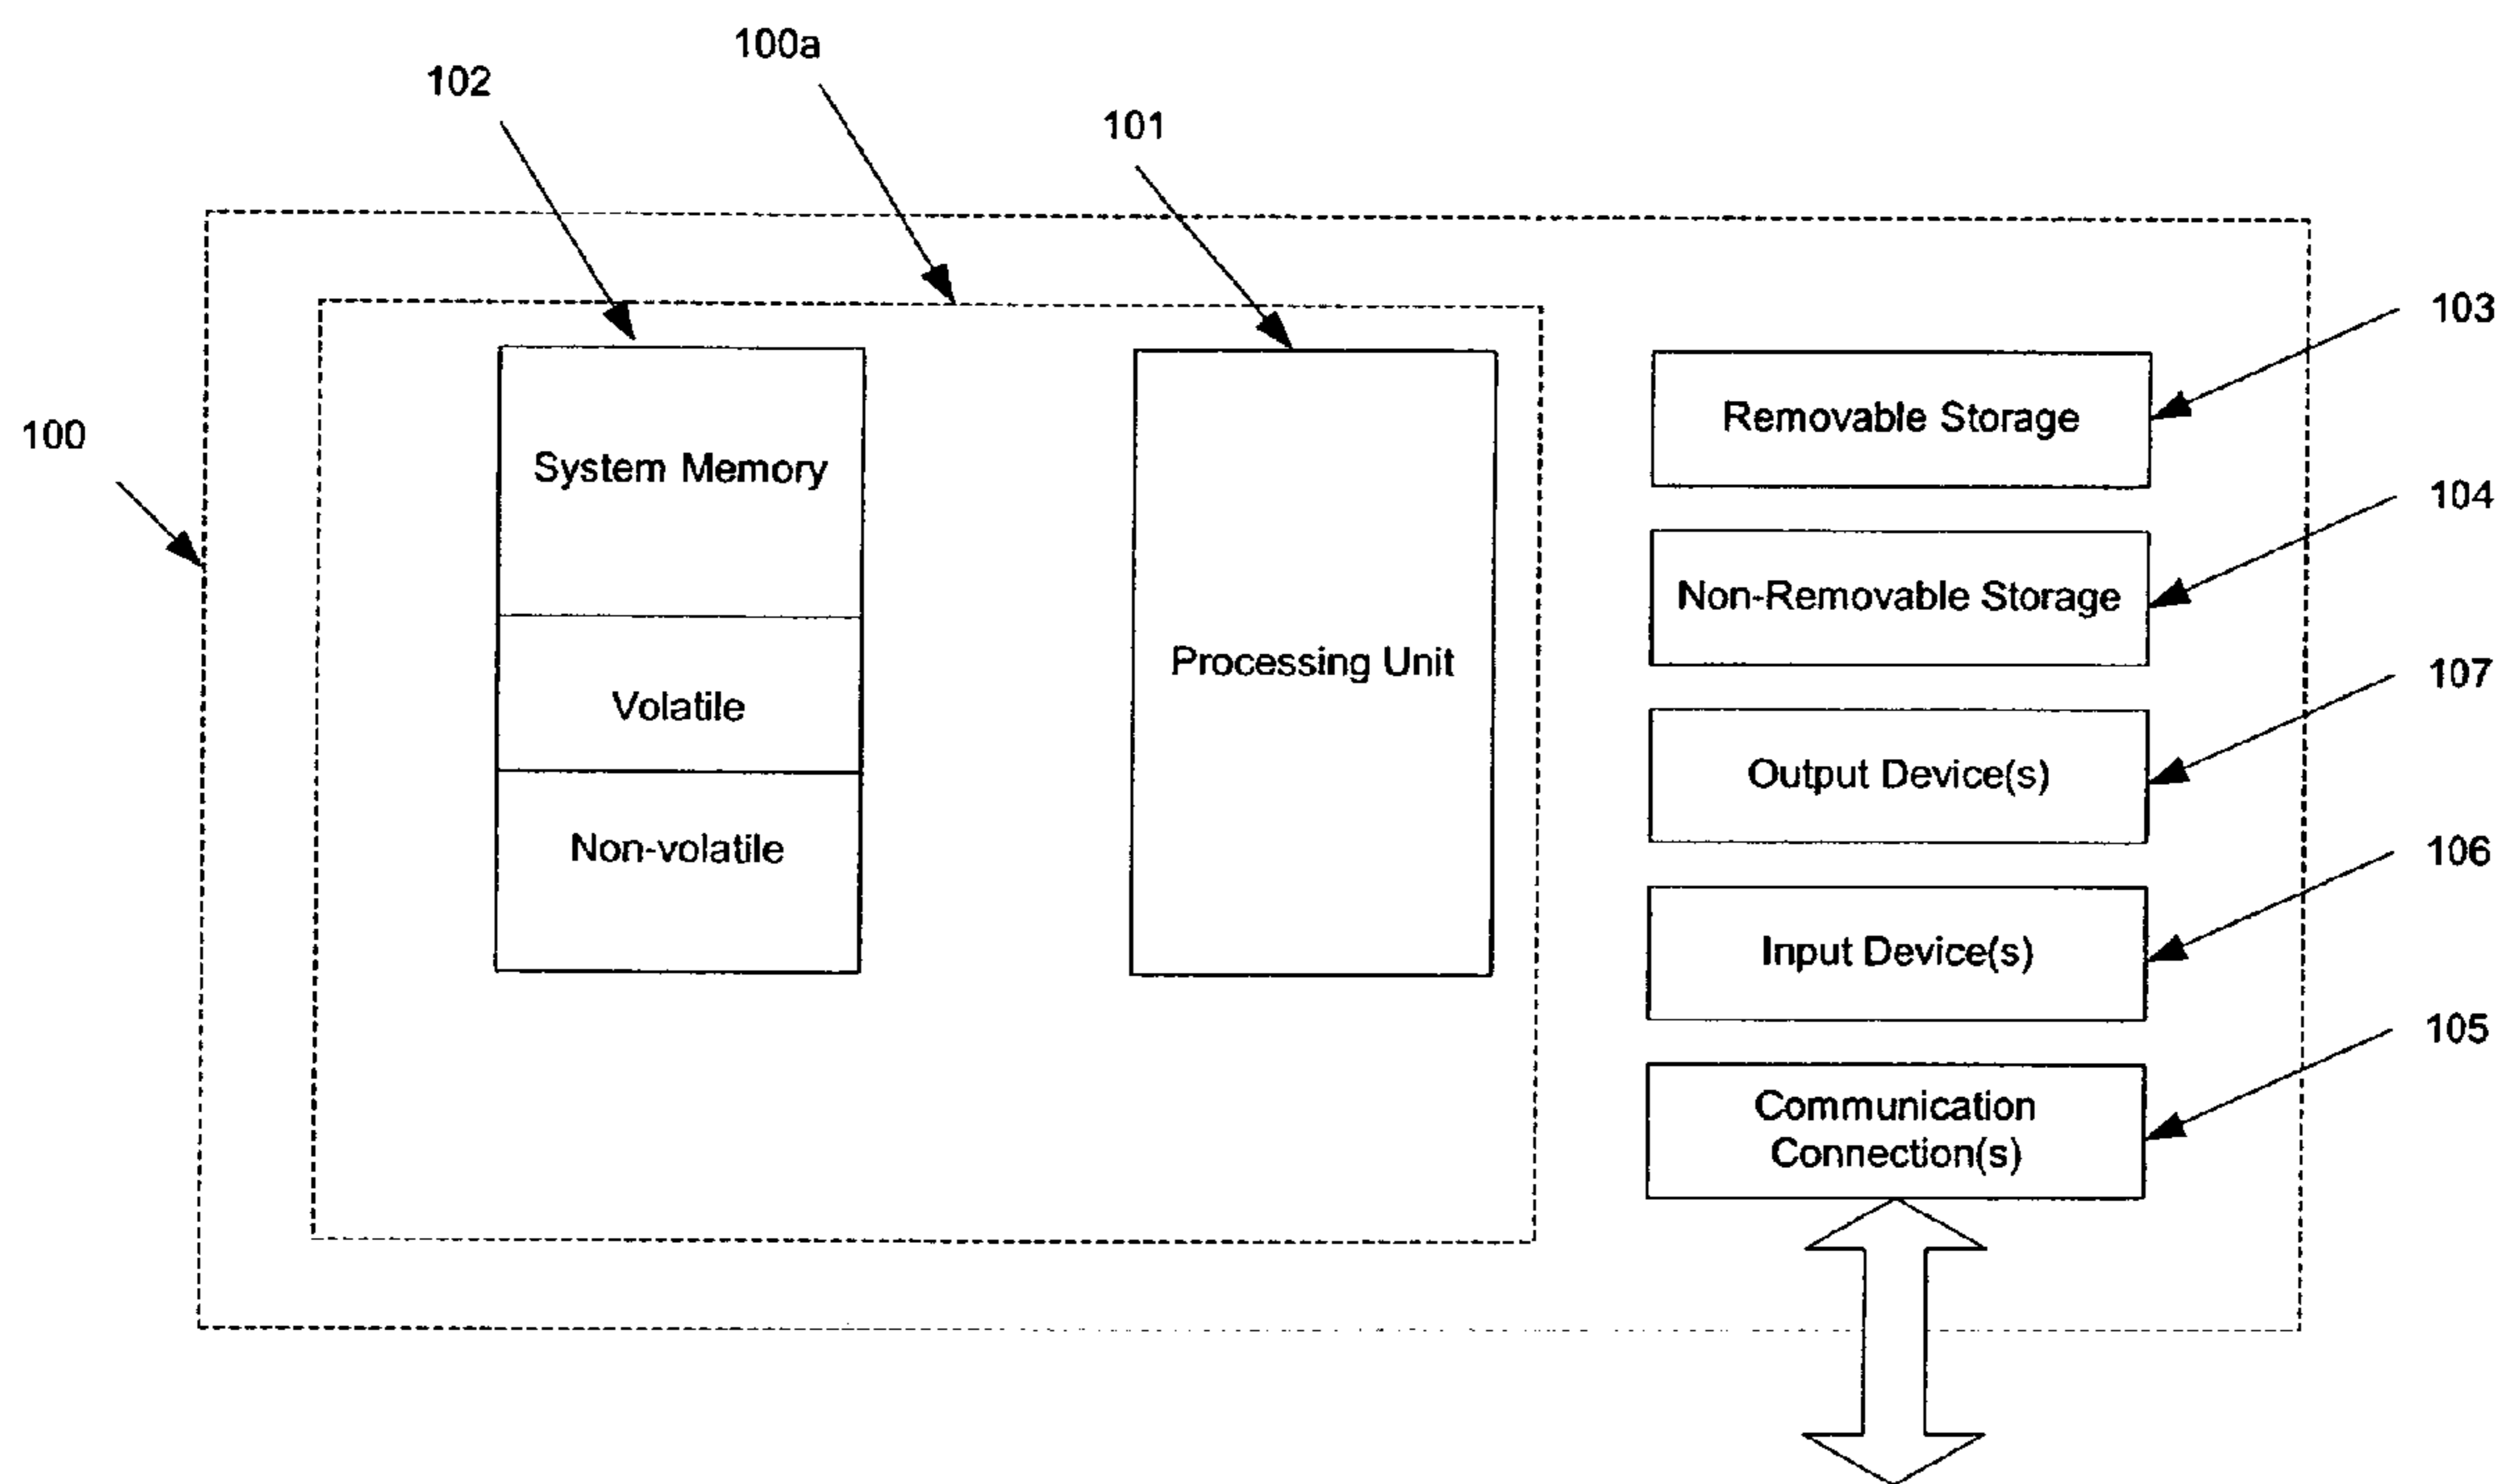 100a
102
101
103
100
Removable Storage
System Memory
104
Non-Removable Storage
Processing Unit
107
Volatile
Output Device(s)
106
Non-volatile
Input Device(s)
105
Communication
Connection(s)